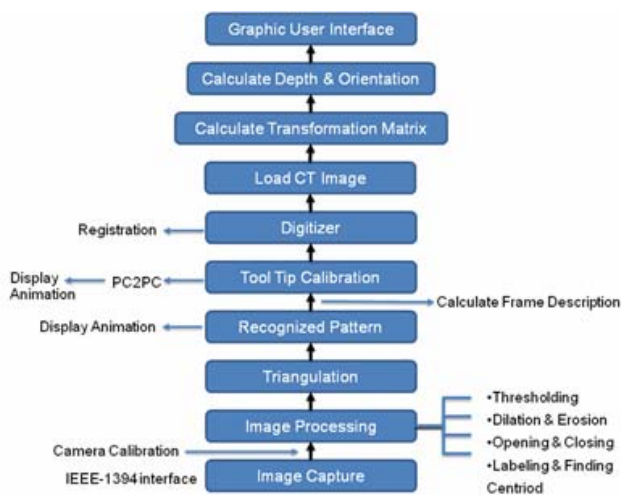 Graphic User Interface
Calculate Depth & Orientation
Calculate Transformation Matrix
Load CT Image
Registration
Digitizer
Display
Animation
PC2PC
Tool Tip Calibration
Calculate Frame Description
Display Animation
Recognized Pattern
Triangulation
Image Processing
•Thresholding
•Dilation & Erosion
•Opening & Closing
•Labeling & Finding
Centriod
Camera Calibration
IEEE-1394 interface
Image Capture